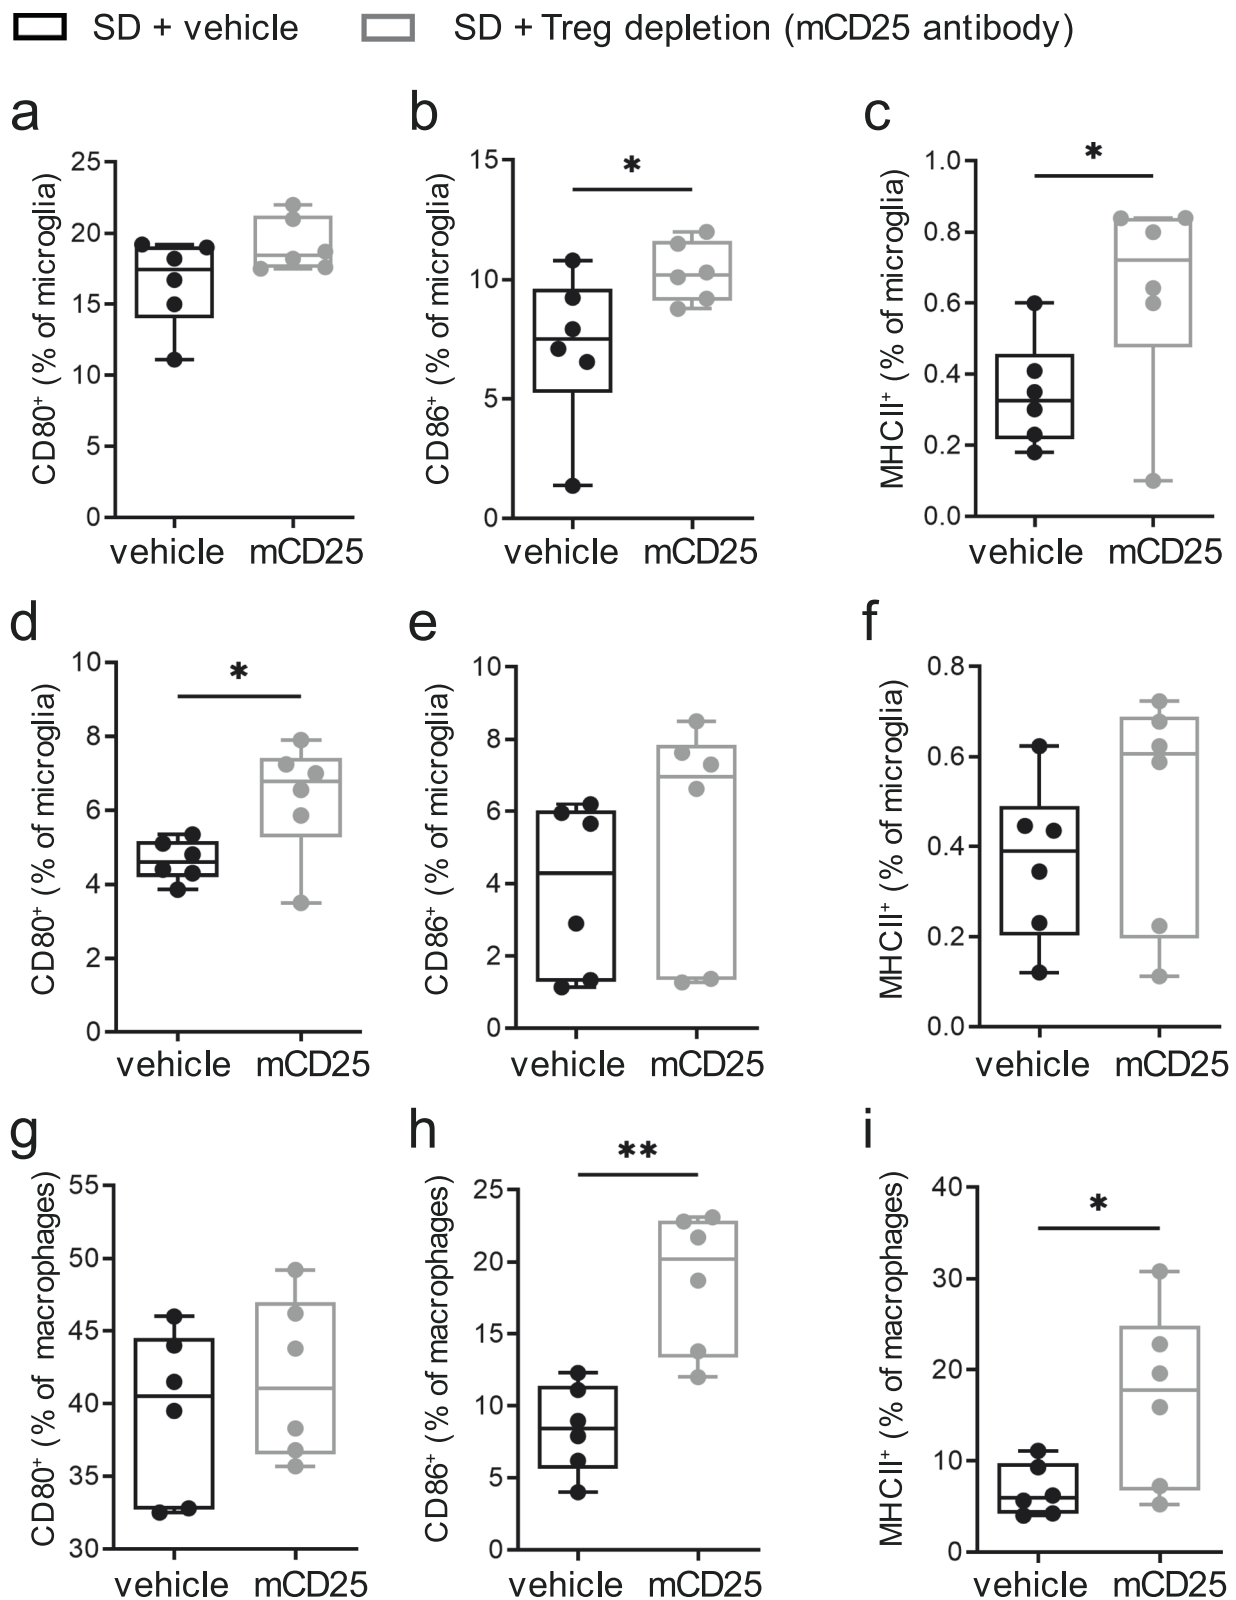 SD + vehicle SD + Treg depletion (mCD25 antibody)
a b c
CD80⁺ (% of microglia)
25
20
15
10
5
0
vehicle mCD25
*
CD86⁺ (% of microglia)
15
10
5
0
vehicle mCD25
*
MHCII⁺ (% of microglia)
1.0
0.8
0.6
0.4
0.2
0.0
vehicle mCD25
d e f
*
CD80⁺ (% of microglia)
10
8
6
4
2
0
vehicle mCD25
CD86⁺ (% of microglia)
10
8
6
4
2
0
vehicle mCD25
MHCII⁺ (% of microglia)
0.8
0.6
0.4
0.2
0.0
vehicle mCD25
g h i
CD80⁺ (% of macrophages)
55
50
45
40
35
30
vehicle mCD25
**
CD86⁺ (% of macrophages)
25
20
15
10
5
0
vehicle mCD25
*
MHCII⁺ (% of macrophages)
40
30
20
10
0
vehicle mCD25